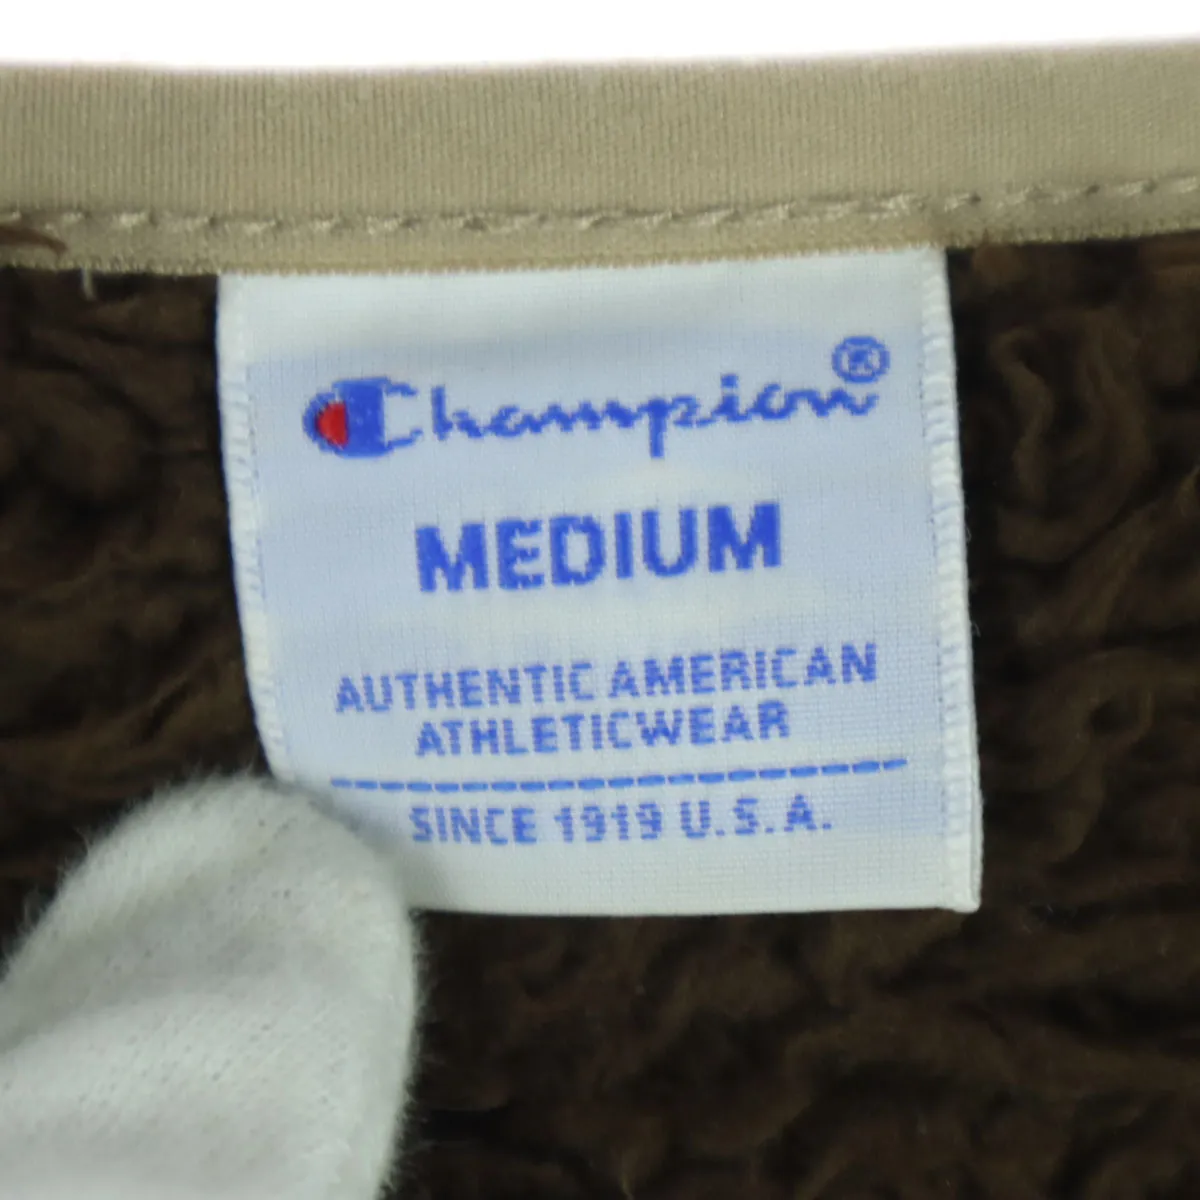 Champion®
MEDIUM
AUTHENTIC AMERICAN
ATHLETICWEAR
SINCE 1919 U.S.A.